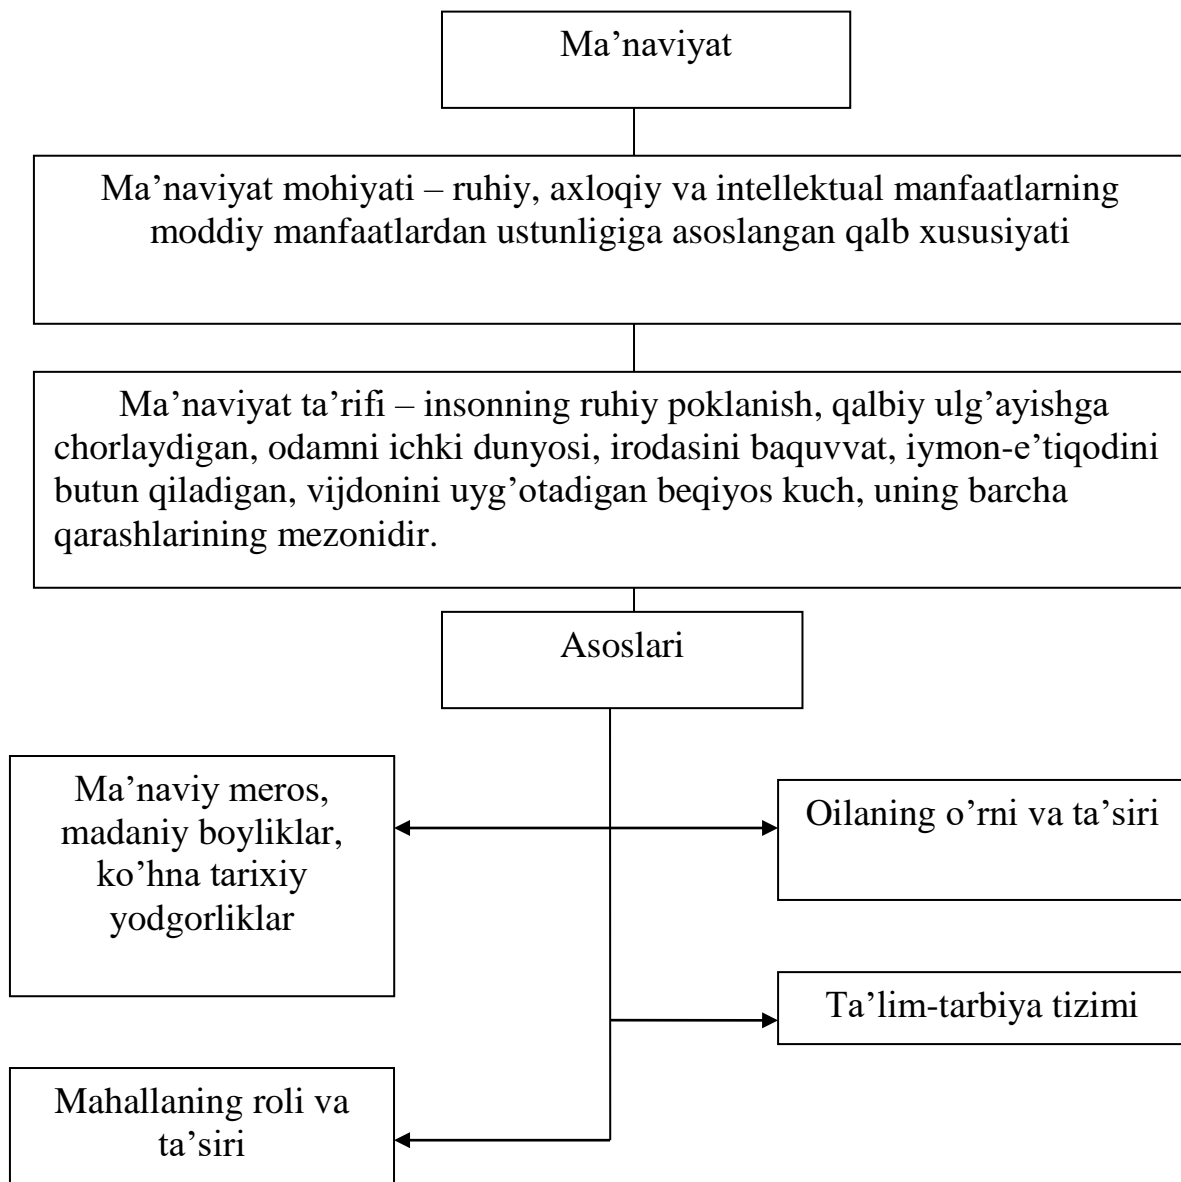 Ma’naviyat
Ma’naviyat mohiyati – ruhiy, axloqiy va intellektual manfaatlarning
moddiy manfaatlardan ustunligiga asoslangan qalb xususiyati
Ma’naviyat ta’rifi – insonning ruhiy poklanish, qalbiy ulg’ayishga
chorlaydigan, odamni ichki dunyosi, irodasini baquvvat, iymon-e’tiqodini
butun qiladigan, vijdonini uyg’otadigan beqiyos kuch, uning barcha
qarashlarining mezonidir.
Asoslari
Ma’naviy meros,
madaniy boyliklar,
ko’hna tarixiy
yodgorliklar
Oilaning o’rni va ta’siri
Ta’lim-tarbiya tizimi
Mahallaning roli va
ta’siri